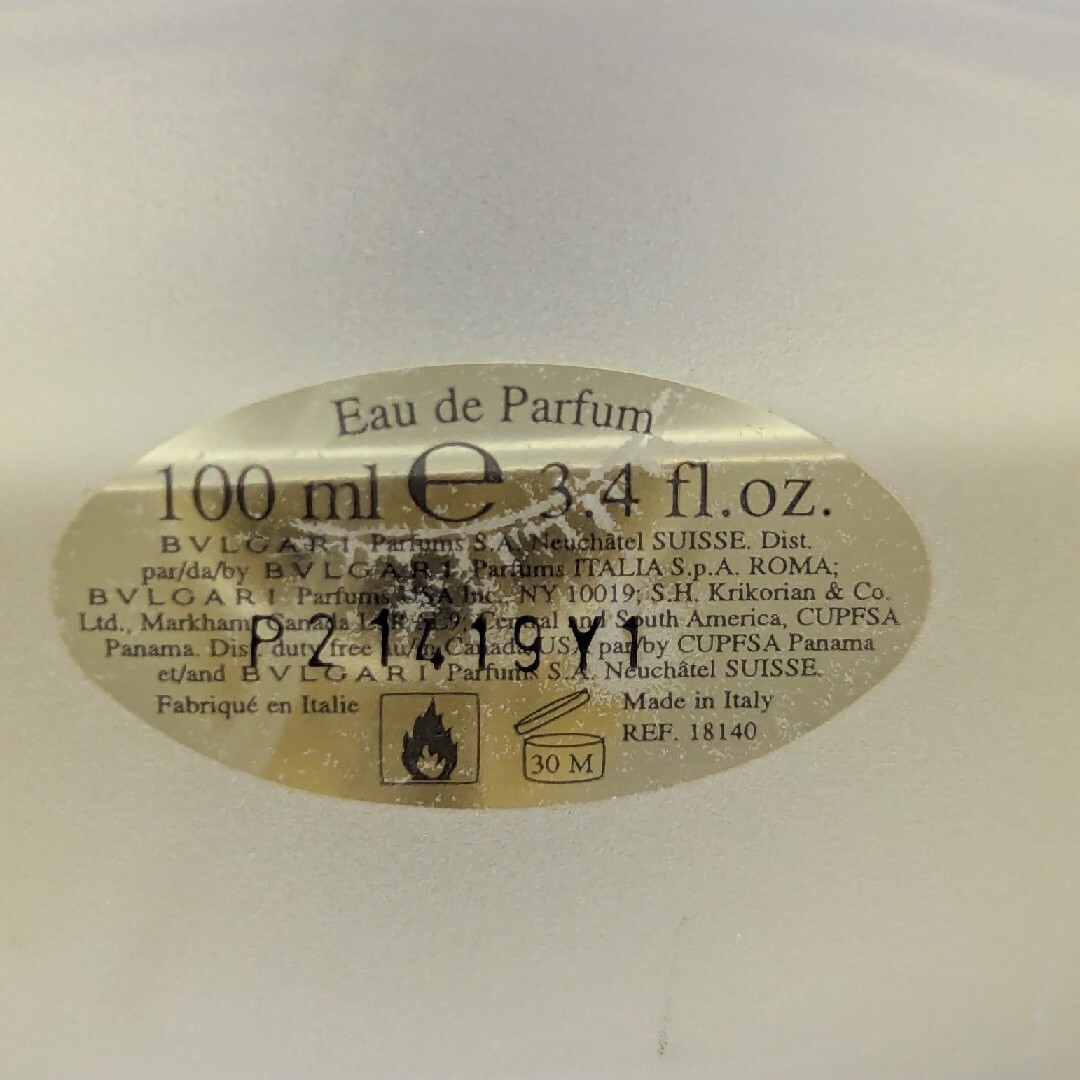 Eau de Parfum
100 ml e 3.4 fl.oz.
BVLGARI Parfums S.A. Neuchâtel SUISSE. Dist.
par/da/by BVLGARI Parfums ITALIA S.p.A. ROMA;
BVLGARI Parfums USA Inc. NY 10019; S.H. Krikorian & Co.
Ltd., Markham, Canada Central and South America, CUPFSA
P21419Y1
Panama. Dist. duty free Canada USA par/by CUPFSA Panama
et/and BVLGARI Parfums S.A. Neuchâtel SUISSE.
Fabriqué en Italie
30 M
Made in Italy
REF. 18140